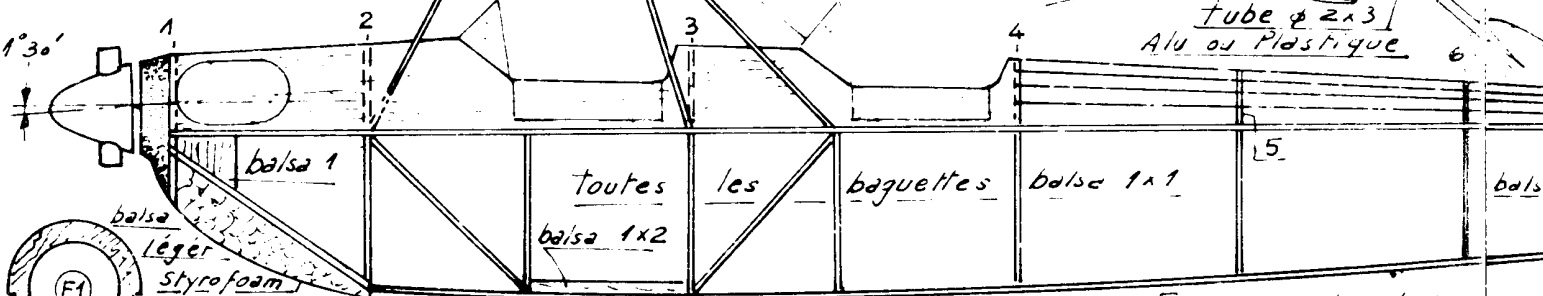 1 2 3 4 5 6
1°30'
tube ⌀ 2x3
Alu ou Plastique
balsa 1
toutes les baguettes balsa 1x1
balsa 1x2
balsa
léger
styrofoam
F1